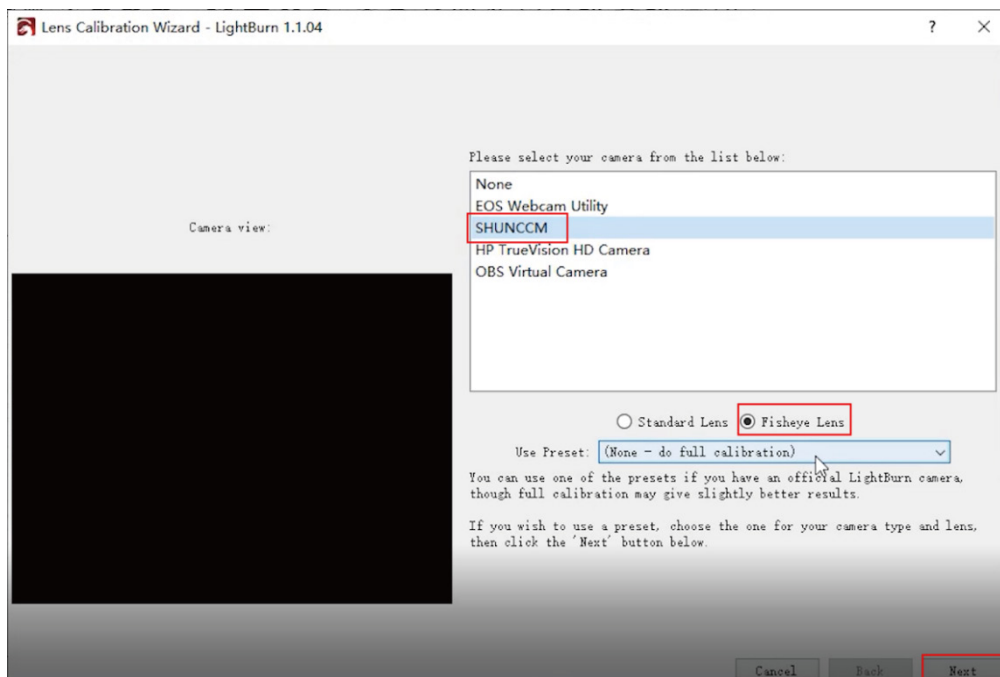 Lens Calibration Wizard - LightBurn 1.1.04
?
Please select your camera from the list below:
None
EOS Webcam Utility
Camera view:
SHUNCCM
HP TrueVision HD Camera
OBS Virtual Camera
Standard Lens Fisheye Lens
Use Preset: (None - do full calibration)
You can use one of the presets if you have an official LightBurn camera,
though full calibration may give slightly better results.
If you wish to use a preset, choose the one for your camera type and lens,
then click the 'Next' button below.
Cancel Back Next